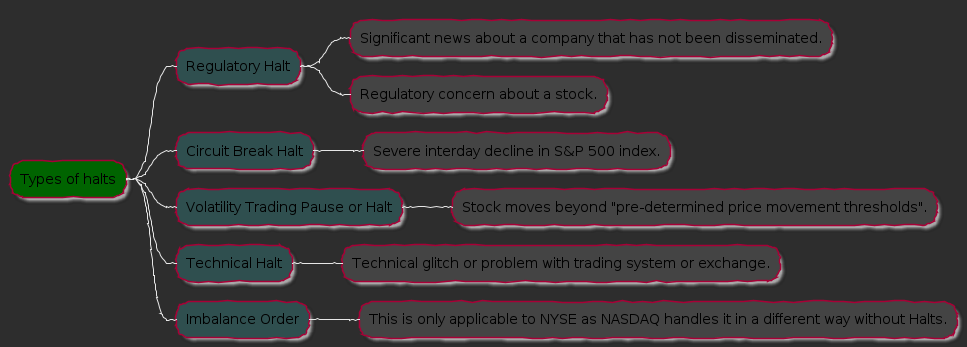 Types of halts
Regulatory Halt
Significant news about a company that has not been disseminated.
Regulatory concern about a stock.
Circuit Break Halt
Severe interday decline in S&P 500 index.
Volatility Trading Pause or Halt
Stock moves beyond "pre-determined price movement thresholds".
Technical Halt
Technical glitch or problem with trading system or exchange.
Imbalance Order
This is only applicable to NYSE as NASDAQ handles it in a different way without Halts.